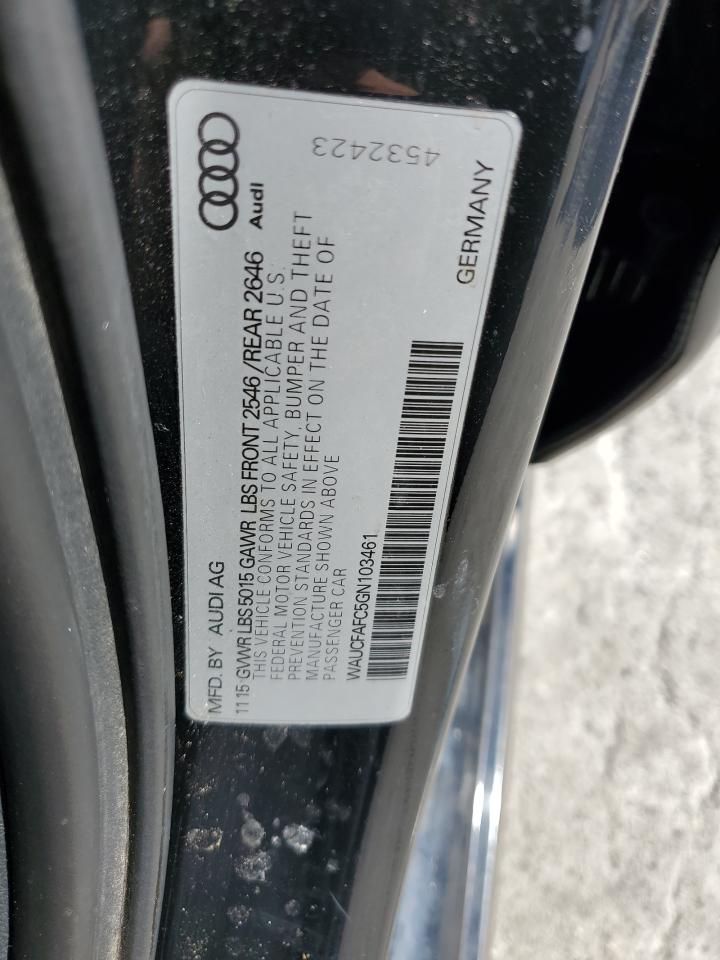 MFD. BY AUDI AG
11 15 GVWR LBS 5015 GAWR LBS FRONT 2546 /REAR 2646
THIS VEHICLE CONFORMS TO ALL APPLICABLE U.S.
FEDERAL MOTOR VEHICLE SAFETY, BUMPER AND THEFT
PREVENTION STANDARDS IN EFFECT ON THE DATE OF
MANUFACTURE SHOWN ABOVE
PASSENGER CAR
WAUCFAFC5GN103461
Audi
4532423
GERMANY